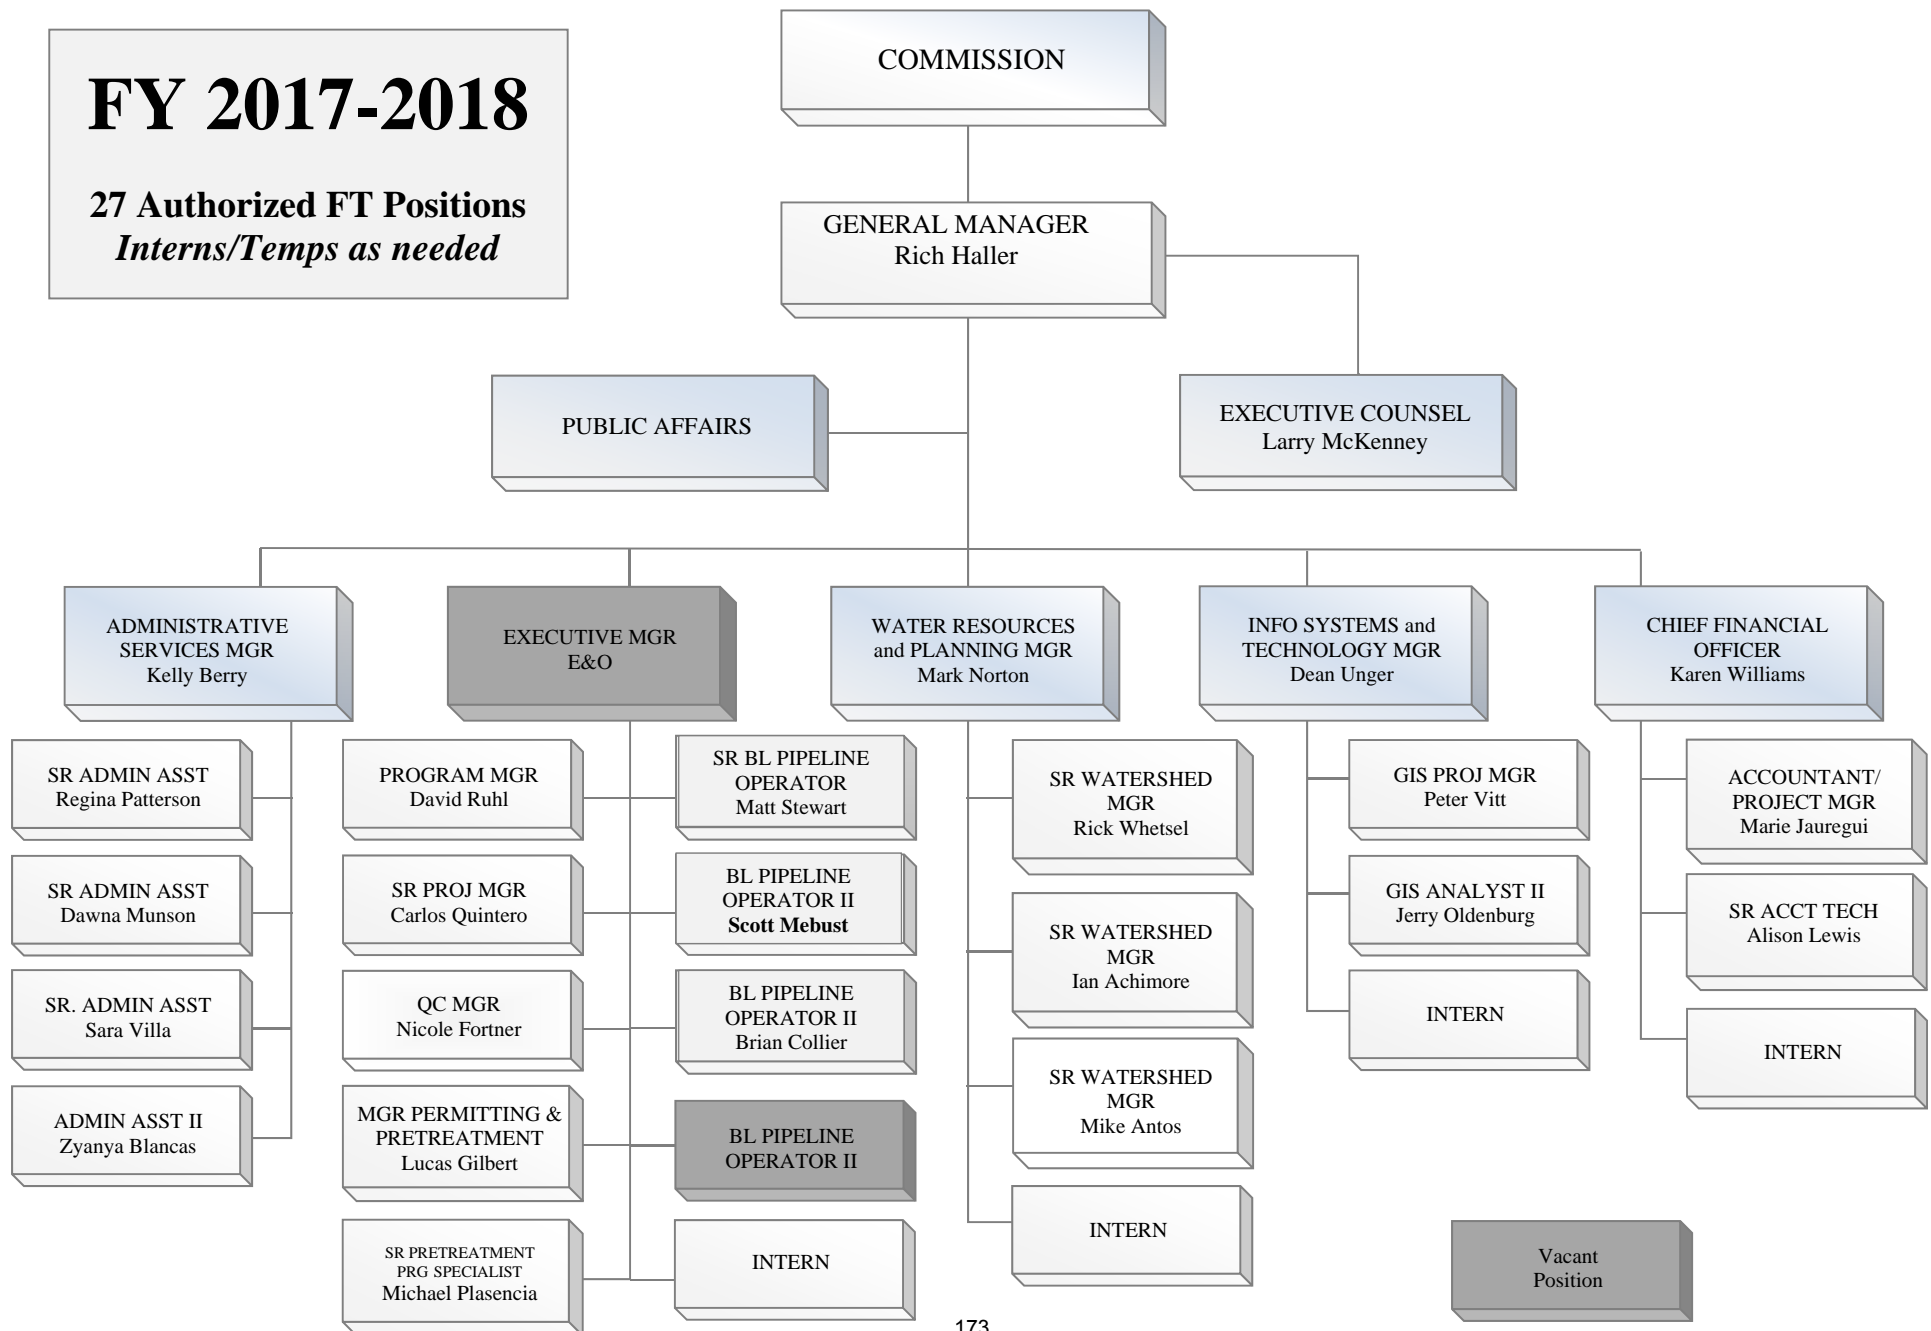 FY 2017-2018
27 Authorized FT Positions
Interns/Temps as needed
COMMISSION
GENERAL MANAGER
Rich Haller
PUBLIC AFFAIRS
EXECUTIVE COUNSEL
Larry McKenney
ADMINISTRATIVE
SERVICES MGR
Kelly Berry
EXECUTIVE MGR
E&O
WATER RESOURCES
and PLANNING MGR
Mark Norton
INFO SYSTEMS and
TECHNOLOGY MGR
Dean Unger
CHIEF FINANCIAL
OFFICER
Karen Williams
SR ADMIN ASST
Regina Patterson
SR ADMIN ASST
Dawna Munson
SR. ADMIN ASST
Sara Villa
ADMIN ASST II
Zyanya Blancas
PROGRAM MGR
David Ruhl
SR PROJ MGR
Carlos Quintero
QC MGR
Nicole Fortner
MGR PERMITTING &
PRETREATMENT
Lucas Gilbert
SR PRETREATMENT
PRG SPECIALIST
Michael Plasencia
SR BL PIPELINE
OPERATOR
Matt Stewart
BL PIPELINE
OPERATOR II
Scott Mebust
BL PIPELINE
OPERATOR II
Brian Collier
BL PIPELINE
OPERATOR II
INTERN
SR WATERSHED
MGR
Rick Whetsel
SR WATERSHED
MGR
Ian Achimore
SR WATERSHED
MGR
Mike Antos
INTERN
GIS PROJ MGR
Peter Vitt
GIS ANALYST II
Jerry Oldenburg
INTERN
ACCOUNTANT/
PROJECT MGR
Marie Jauregui
SR ACCT TECH
Alison Lewis
INTERN
Vacant
Position
173